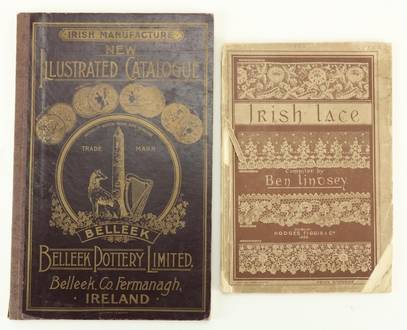 IRISH MANUFACTURE
NEW
ILLUSTRATED CATALOGUE
TRADE MARK
BELLEEK
BELLEEK POTTERY LIMITED,
Belleek, Co. Fermanagh,
IRELAND
Irish Lace
Compiled by
Ben Lindsey
HODGES FIGGIS & Co